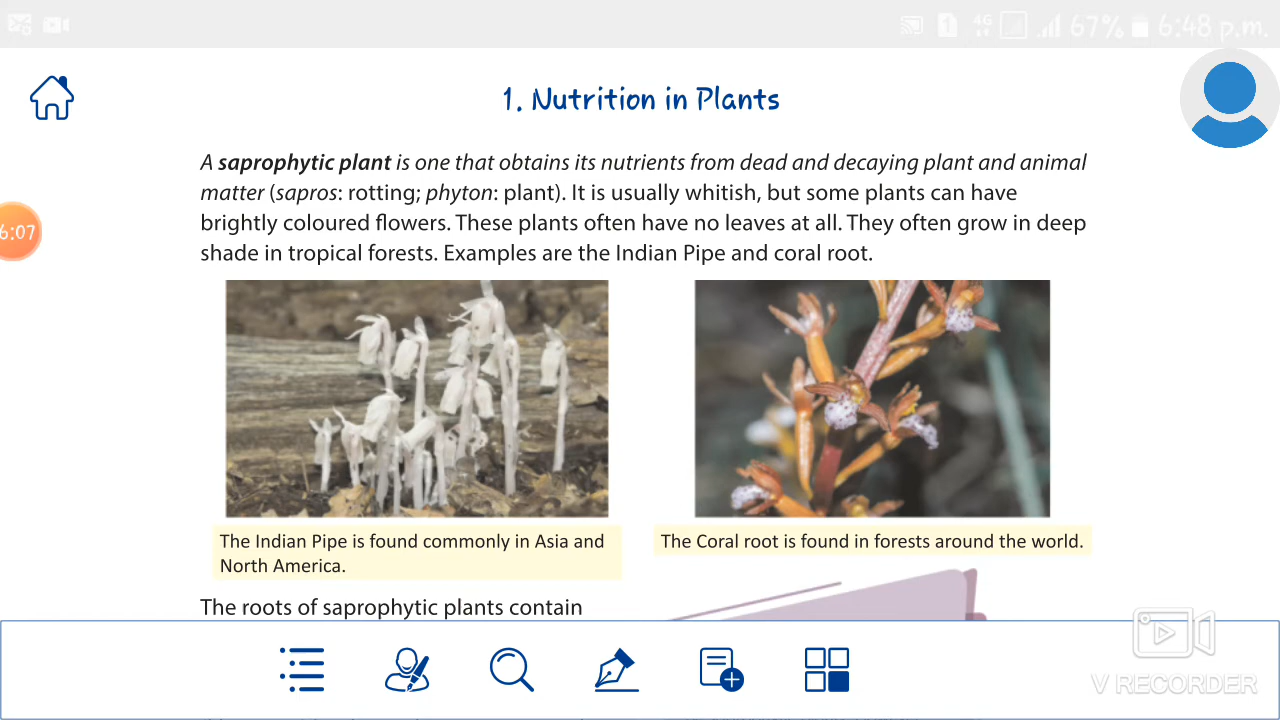 67% 6:48 p.m.
4G
1
1. Nutrition in Plants
A saprophytic plant is one that obtains its nutrients from dead and decaying plant and animal
matter (sapros: rotting; phyton: plant). It is usually whitish, but some plants can have
brightly coloured flowers. These plants often have no leaves at all. They often grow in deep
shade in tropical forests. Examples are the Indian Pipe and coral root.
6:07
The Indian Pipe is found commonly in Asia and
North America.
The Coral root is found in forests around the world.
The roots of saprophytic plants contain
V RECORDER